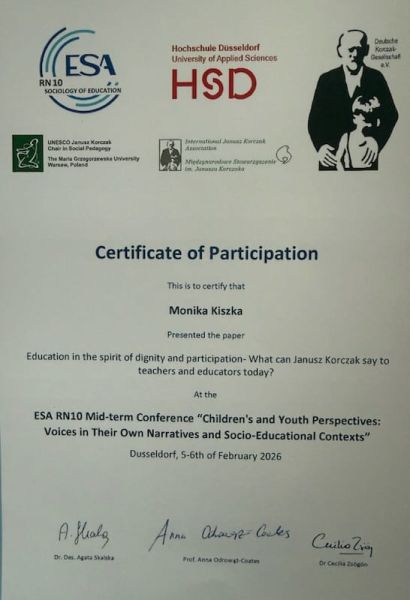 ESA
RN10
SOCIOLOGY OF EDUCATION
Hochschule Düsseldorf
University of Applied Sciences
HSD
Deutsche
Korczak-
Gesellschaft
e.V.
UNESCO Janusz Korczak
Chair in Social Pedagogy
The Maria Grzegorzewska University
Warsaw, Poland
International Janusz Korczak
Association
Międzynarodowe Stowarzyszenie
im. Janusza Korczaka
Certificate of Participation
This is to certify that
Monika Kiszka
Presented the paper
Education in the spirit of dignity and participation- What can Janusz Korczak say to
teachers and educators today?
At the
ESA RN10 Mid-term Conference “Children's and Youth Perspectives:
Voices in Their Own Narratives and Socio-Educational Contexts”
Dusseldorf, 5-6th of February 2026
A. Skalska
Anna Odrowąż-Coates
Dr. Des. Agata Skalska
Prof. Anna Odrowąż-Coates
Dr Cecilia Zsögön